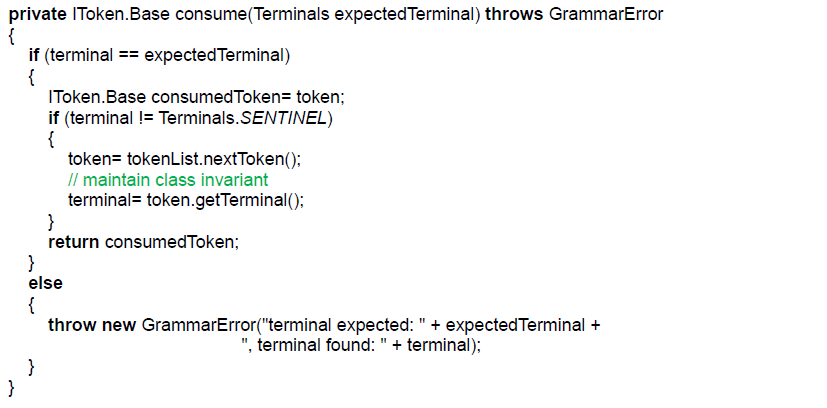 private IToken.Base consume(Terminals expectedTerminal) throws GrammarError
{
if (terminal == expectedTerminal)
{
IToken.Base consumedToken= token;
if (terminal != Terminals.SENTINEL)
{
token= tokenList.nextToken();
// maintain class invariant
terminal= token.getTerminal();
}
return consumedToken;
}
else
{
throw new GrammarError("terminal expected: " + expectedTerminal +
", terminal found: " + terminal);
}
}